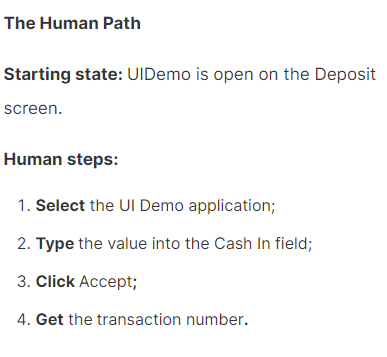 The Human Path
Starting state: UIDemo is open on the Deposit
screen.
Human steps:
1. Select the UI Demo application;
2. Type the value into the Cash In field;
3. Click Accept;
4. Get the transaction number.